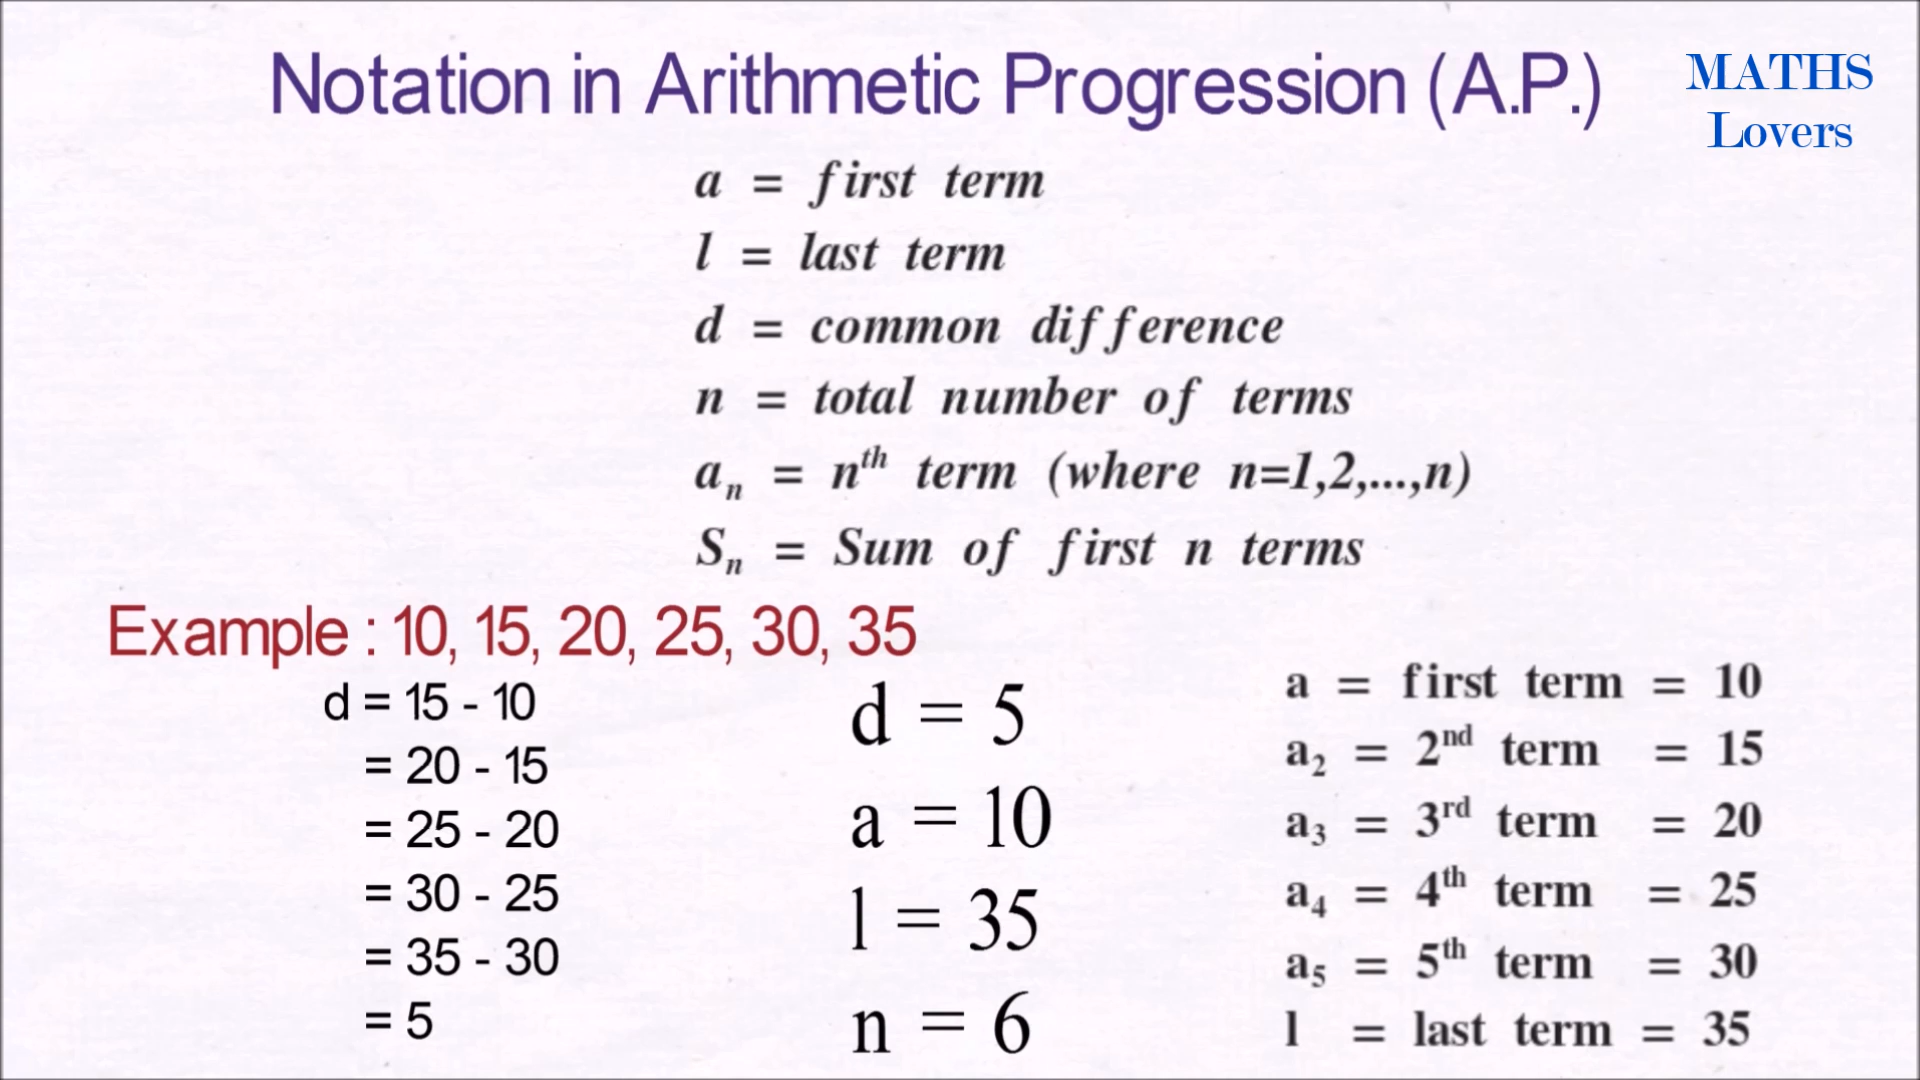 Notation in Arithmetic Progression (A.P.)
MATHS
Lovers
a = first term
l = last term
d = common difference
n = total number of terms
aₙ = nᵗʰ term (where n=1,2,...,n)
Sₙ = Sum of first n terms
Example : 10, 15, 20, 25, 30, 35
d = 15 - 10
= 20 - 15
= 25 - 20
= 30 - 25
= 35 - 30
= 5
d = 5
a = 10
l = 35
n = 6
a = first term = 10
a₂ = 2ⁿᵈ term = 15
a₃ = 3ʳᵈ term = 20
a₄ = 4ᵗʰ term = 25
a₅ = 5ᵗʰ term = 30
l = last term = 35